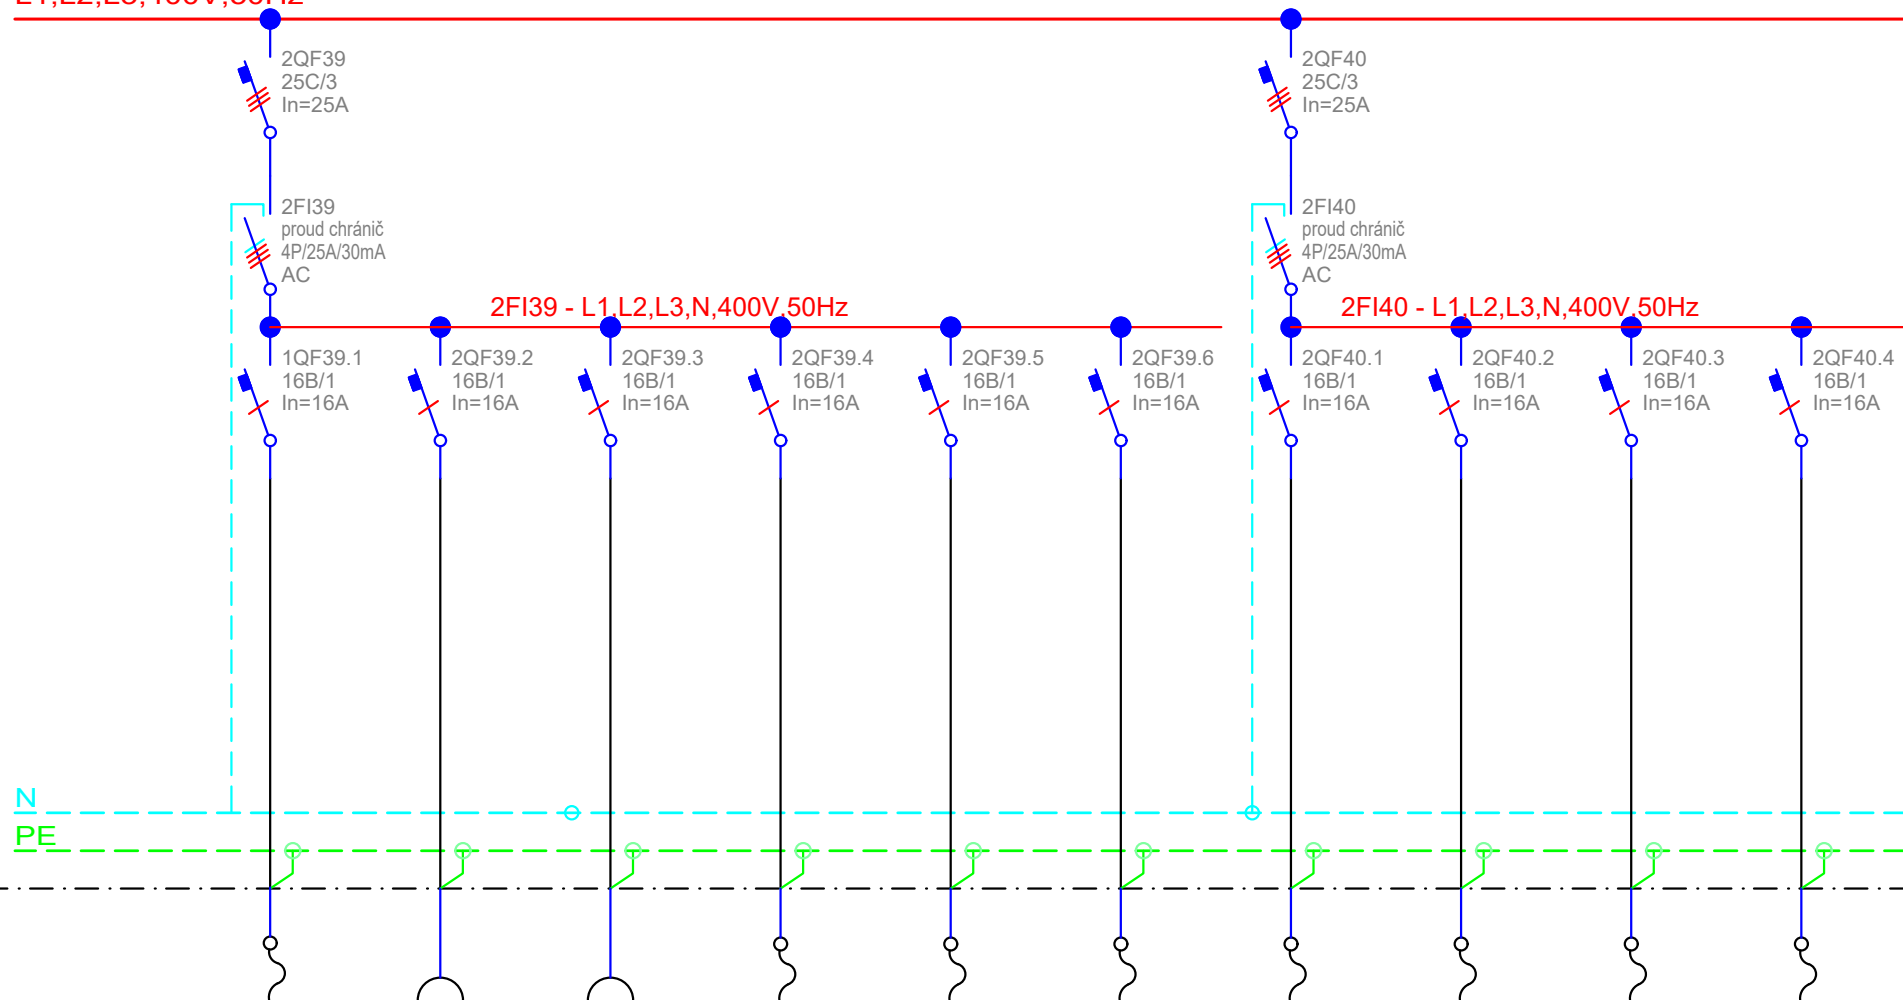 L1,L2,L3,400V,50Hz
2QF39
25C/3
In=25A
2QF40
25C/3
In=25A
2FI39
proud chránič
4P/25A/30mA
AC
2FI40
proud chránič
4P/25A/30mA
AC
2FI39 - L1,L2,L3,N,400V,50Hz
2FI40 - L1,L2,L3,N,400V,50Hz
1QF39.1
16B/1
In=16A
2QF39.2
16B/1
In=16A
2QF39.3
16B/1
In=16A
2QF39.4
16B/1
In=16A
2QF39.5
16B/1
In=16A
2QF39.6
16B/1
In=16A
2QF40.1
16B/1
In=16A
2QF40.2
16B/1
In=16A
2QF40.3
16B/1
In=16A
2QF40.4
16B/1
In=16A
N
PE